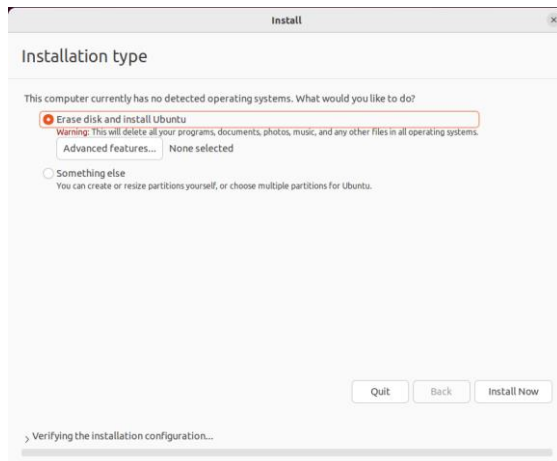 Install
Installation type
This computer currently has no detected operating systems. What would you like to do?
Erase disk and install Ubuntu
Warning: This will delete all your programs, documents, photos, music, and any other files in all operating systems.
Advanced features... None selected
Something else
You can create or resize partitions yourself, or choose multiple partitions for Ubuntu.
Quit Back Install Now
Verifying the installation configuration...